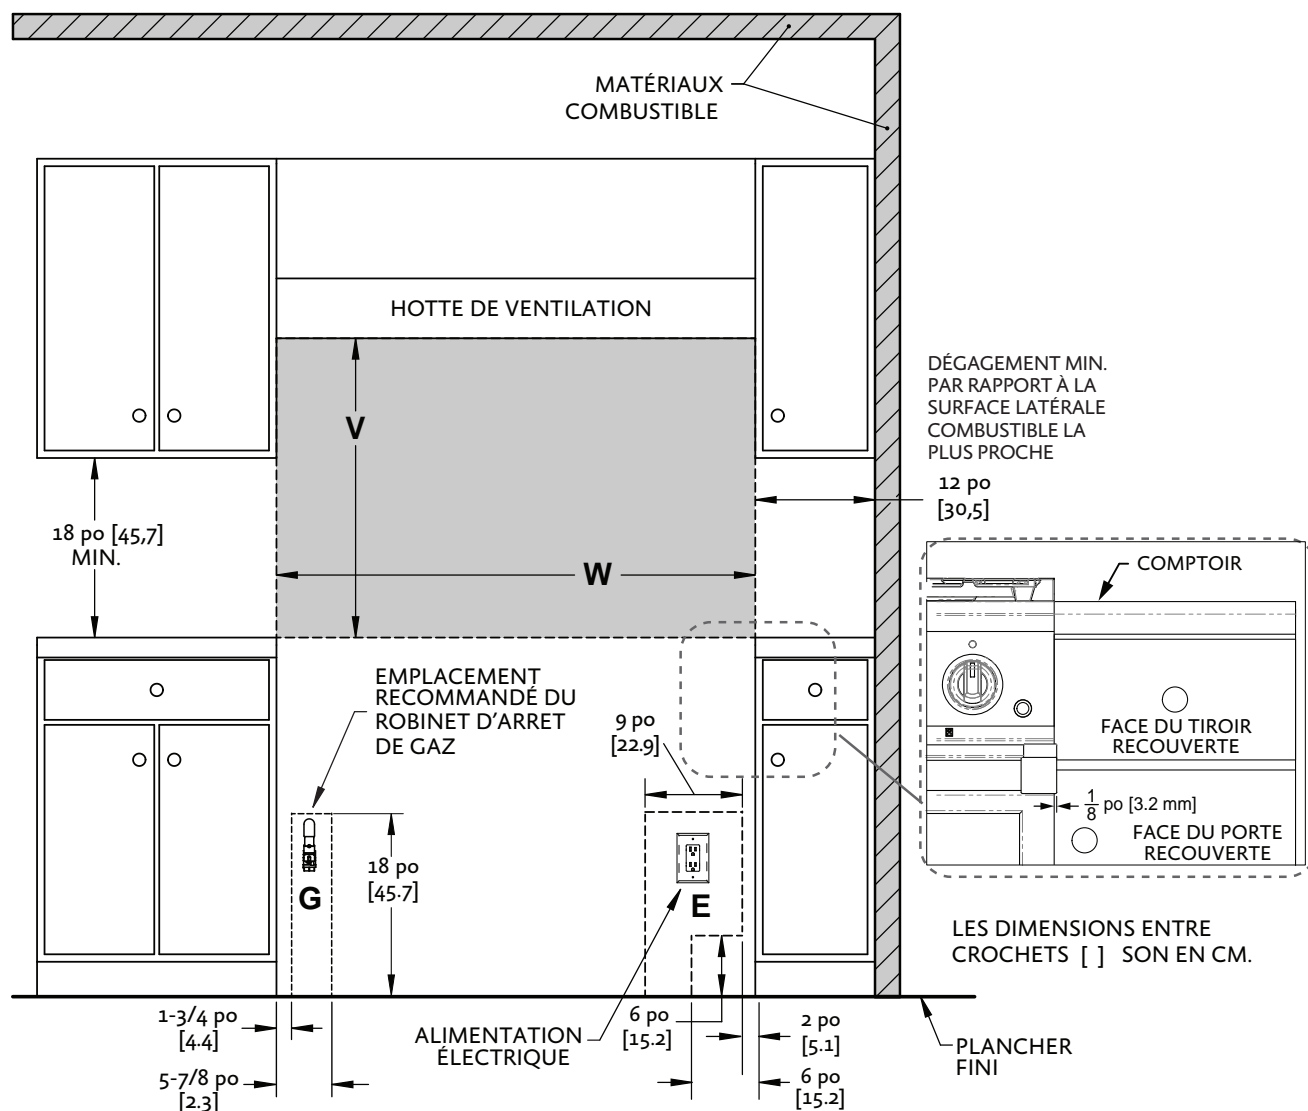 MATÉRIAUX
COMBUSTIBLE
HOTTE DE VENTILATION
V
W
18 po [45,7]
MIN.
DÉGAGEMENT MIN.
PAR RAPPORT À LA
SURFACE LATÉRALE
COMBUSTIBLE LA
PLUS PROCHE
12 po
[30,5]
COMPTOIR
FACE DU TIROIR
RECOUVERTE
1/8 po [3.2 mm]
FACE DU PORTE
RECOUVERTE
EMPLACEMENT
RECOMMANDÉ DU
ROBINET D'ARRET
DE GAZ
9 po
[22.9]
18 po
[45.7]
G
E
LES DIMENSIONS ENTRE
CROCHETS [ ] SON EN CM.
1-3/4 po
[4.4]
5-7/8 po
[2.3]
ALIMENTATION
ÉLECTRIQUE
6 po
[15.2]
2 po
[5.1]
6 po
[15.2]
PLANCHER
FINI